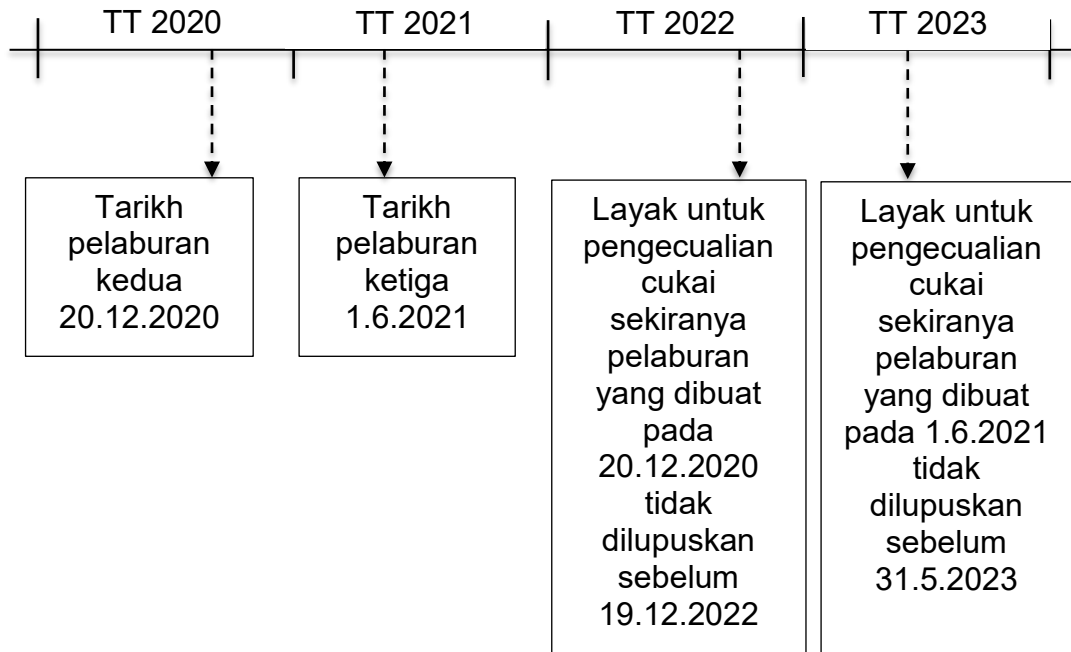 TT 2020
TT 2021
TT 2022
TT 2023
Tarikh
pelaburan
kedua
20.12.2020
Tarikh
pelaburan
ketiga
1.6.2021
Layak untuk
pengecualian
cukai
sekiranya
pelaburan
yang dibuat
pada
20.12.2020
tidak
dilupuskan
sebelum
19.12.2022
Layak untuk
pengecualian
cukai
sekiranya
pelaburan
yang dibuat
pada 1.6.2021
tidak
dilupuskan
sebelum
31.5.2023